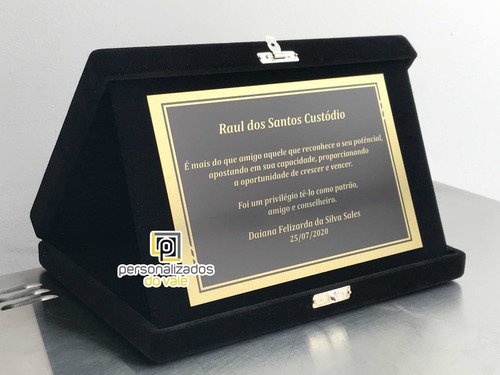 Raul dos Santos Custódio
É mais do que amigo aquele que reconhece o seu potêncial,
apostando em sua capacidade, proporcionando
a oportunidade de crescer e vencer.
Foi um privilégio tê-lo como patrão,
amigo e conselheiro.
Daiana Felizarda da Silva Sales
25/07/2020
personalizados
do vale